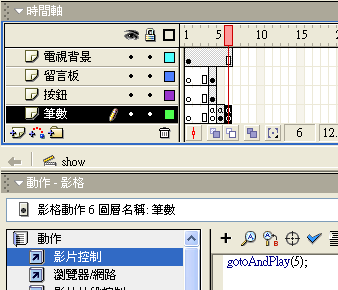 時間軸
1 5 10 15
電視背景
留言板
按鈕
筆數
6 12.
show
動作 - 影格
影格動作 6 圖層名稱: 筆數
動作
影片控制
瀏覽器/網路
gotoAndPlay(5);